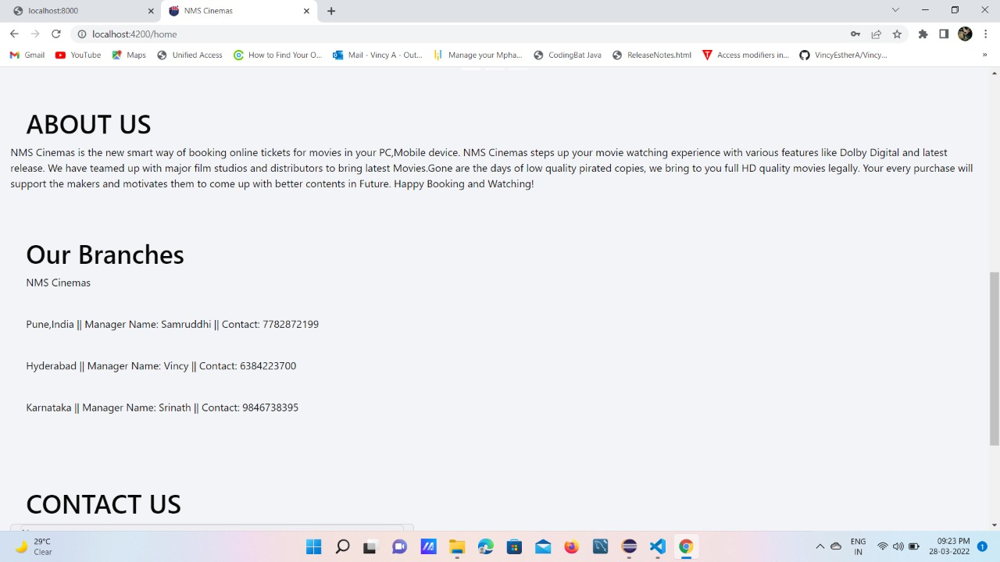 localhost:8000
NMS Cinemas
localhost:4200/home
Gmail
YouTube
Maps
Unified Access
How to Find Your O...
Mail - Vincy A - Out...
Manage your Mpha...
CodingBat Java
ReleaseNotes.html
Access modifiers in...
VincyEstherA/Vincy...
»
ABOUT US
NMS Cinemas is the new smart way of booking online tickets for movies in your PC,Mobile device. NMS Cinemas steps up your movie watching experience with various features like Dolby Digital and latest
release. We have teamed up with major film studios and distributors to bring latest Movies.Gone are the days of low quality pirated copies, we bring to you full HD quality movies legally. Your every purchase will
support the makers and motivates them to come up with better contents in Future. Happy Booking and Watching!
Our Branches
NMS Cinemas
Pune,India || Manager Name: Samruddhi || Contact: 7782872199
Hyderabad || Manager Name: Vincy || Contact: 6384223700
Karnataka || Manager Name: Srinath || Contact: 9846738395
CONTACT US
29°C
Clear
ENG
IN
09:23 PM
28-03-2022
1